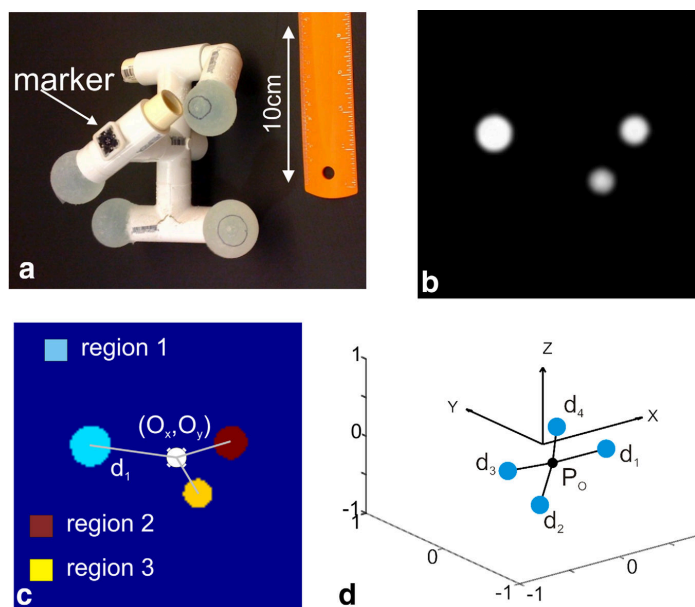 marker
10cm
a
b
region 1
(Ox,Oy)
d1
region 2
region 3
c
1
0
-1
1
0
-1
-1
0
Z
Y
X
d4
d3
d1
PO
d2
d